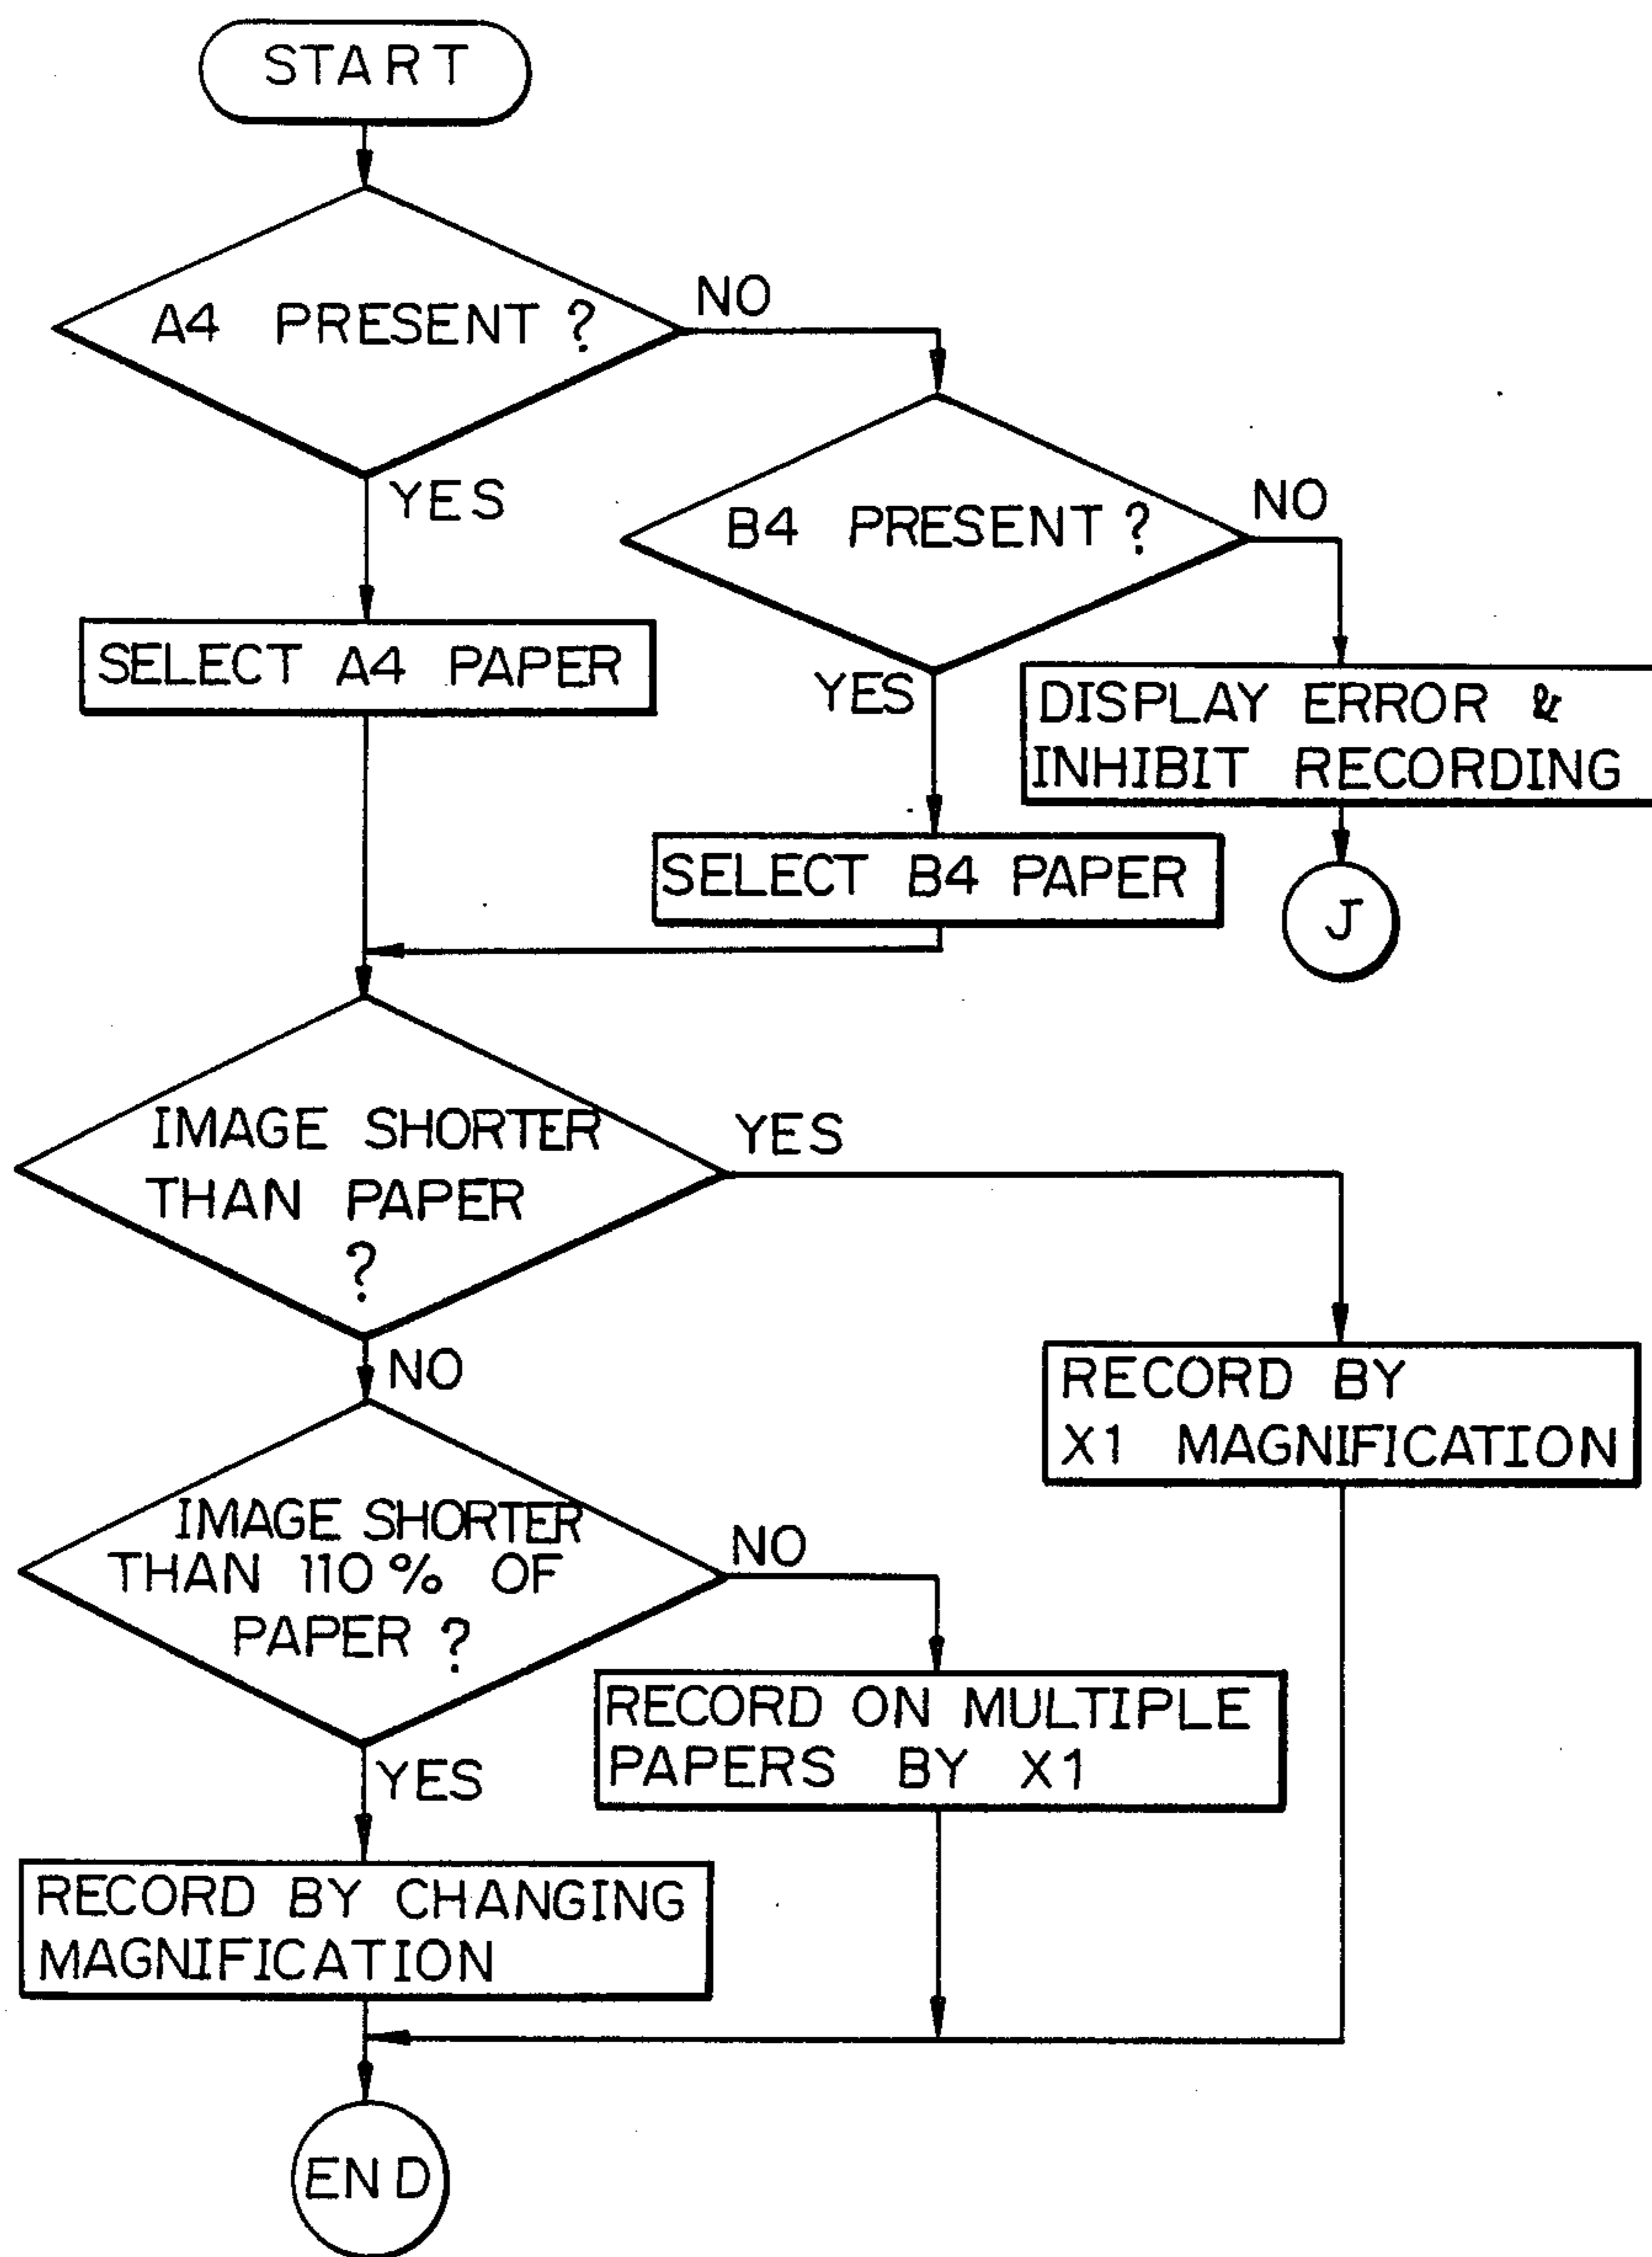 START
A4 PRESENT ?
NO
YES
B4 PRESENT ?
NO
SELECT A4 PAPER
YES
DISPLAY ERROR &
INHIBIT RECORDING
SELECT B4 PAPER
J
IMAGE SHORTER
THAN PAPER
?
YES
NO
RECORD BY
X1 MAGNIFICATION
IMAGE SHORTER
THAN 110% OF
PAPER ?
NO
RECORD ON MULTIPLE
PAPERS BY X1
YES
RECORD BY CHANGING
MAGNIFICATION
END